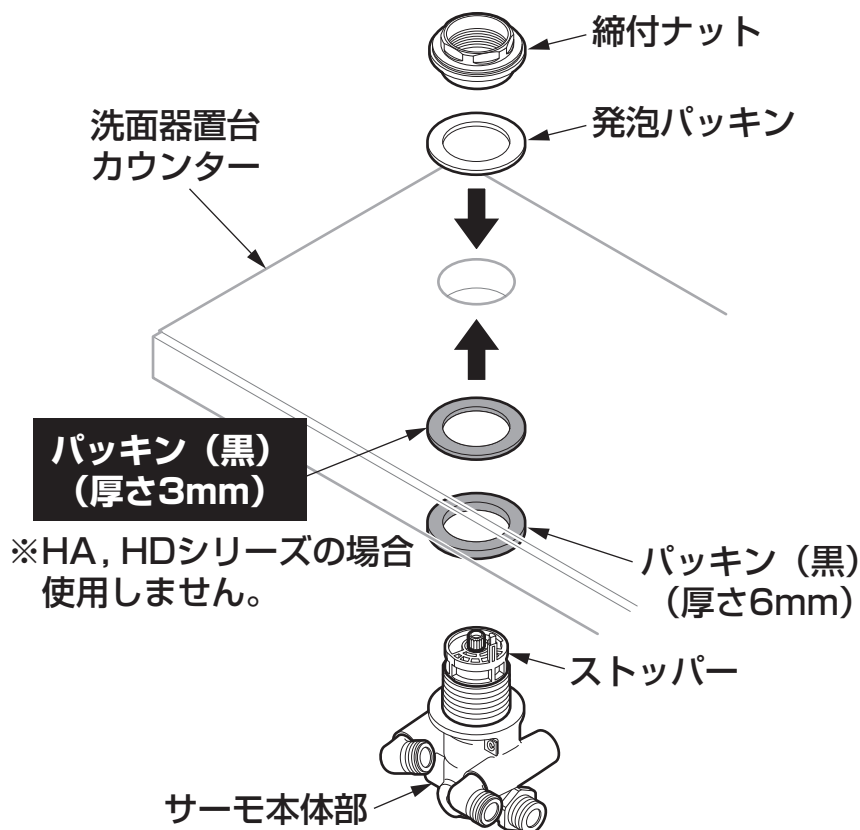 締付ナット
発泡パッキン
洗面器置台
カウンター
パッキン（黒）
（厚さ3mm）
※HA, HDシリーズの場合
使用しません。
パッキン（黒）
（厚さ6mm）
ストッパー
サーモ本体部